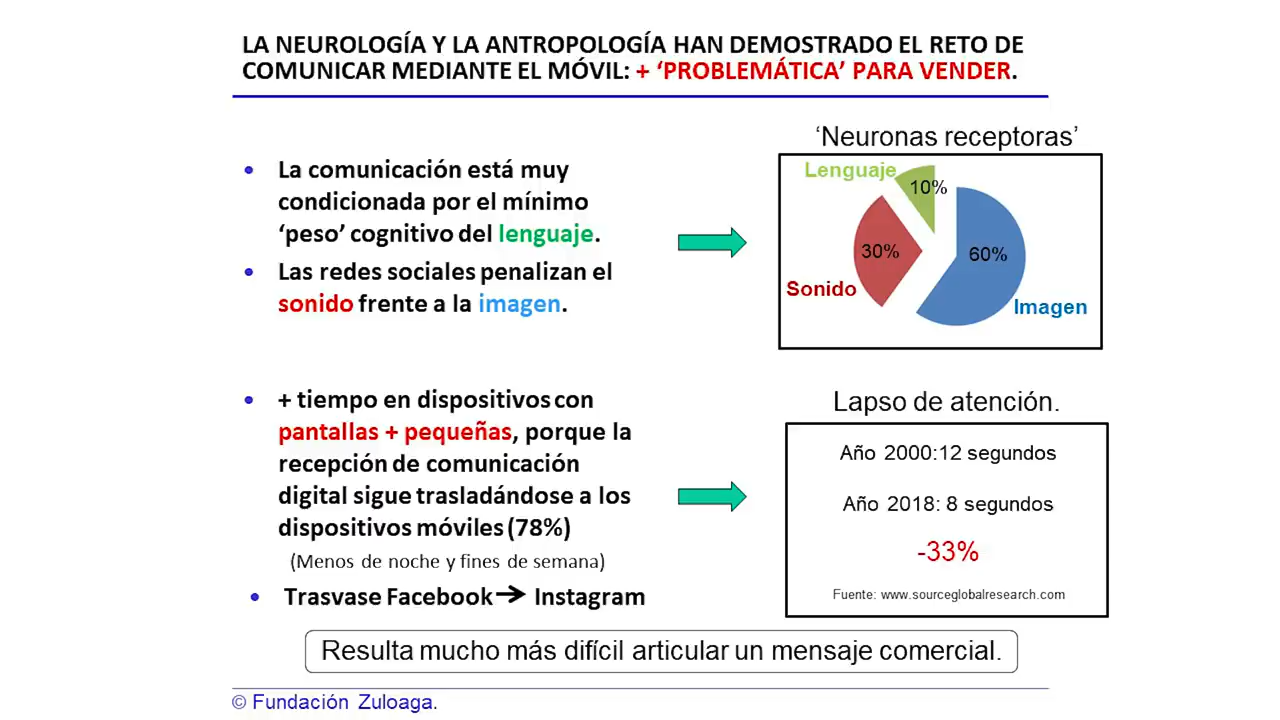 LA NEUROLOGÍA Y LA ANTROPOLOGÍA HAN DEMOSTRADO EL RETO DE
COMUNICAR MEDIANTE EL MÓVIL: + ‘PROBLEMÁTICA’ PARA VENDER.
• La comunicación está muy
condicionada por el mínimo
‘peso’ cognitivo del lenguaje.
• Las redes sociales penalizan el
sonido frente a la imagen.
‘Neuronas receptoras’
Lenguaje
10%
30%
60%
Sonido
Imagen
• + tiempo en dispositivos con
pantallas + pequeñas, porque la
recepción de comunicación
digital sigue trasladándose a los
dispositivos móviles (78%)
(Menos de noche y fines de semana)
• Trasvase Facebook → Instagram
Lapso de atención.
Año 2000:12 segundos
Año 2018: 8 segundos
-33%
Fuente: www.sourceglobalresearch.com
Resulta mucho más difícil articular un mensaje comercial.
© Fundación Zuloaga.